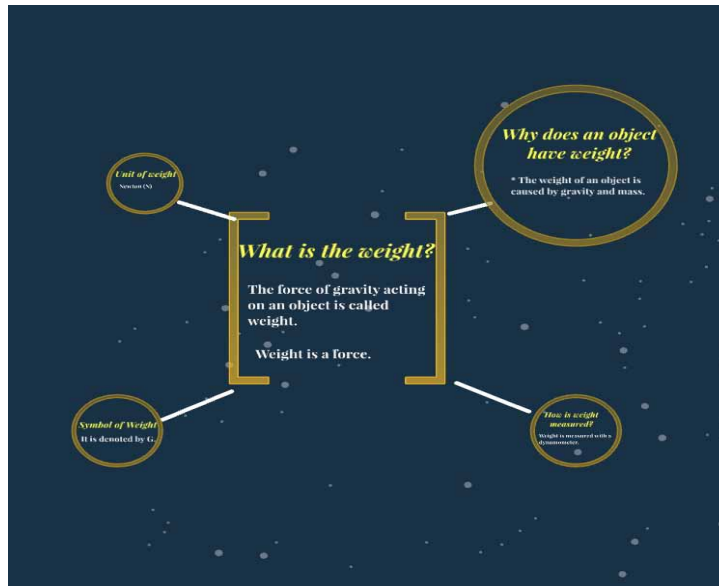 Unit of weight
Newton (N)
Why does an object
have weight?
* The weight of an object is
caused by gravity and mass.
What is the weight?
The force of gravity acting
on an object is called
weight.
Weight is a force.
Symbol of Weight
It is denoted by G.
How is weight
measured?
Weight is measured with a
dynamometer.